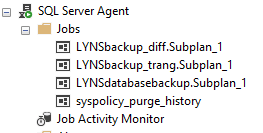 SQL Server Agent
Jobs
LYNSbackup_diff.Subplan_1
LYNSbackup_trang.Subplan_1
LYNSdatabasebackup.Subplan_1
syspolicy_purge_history
Job Activity Monitor